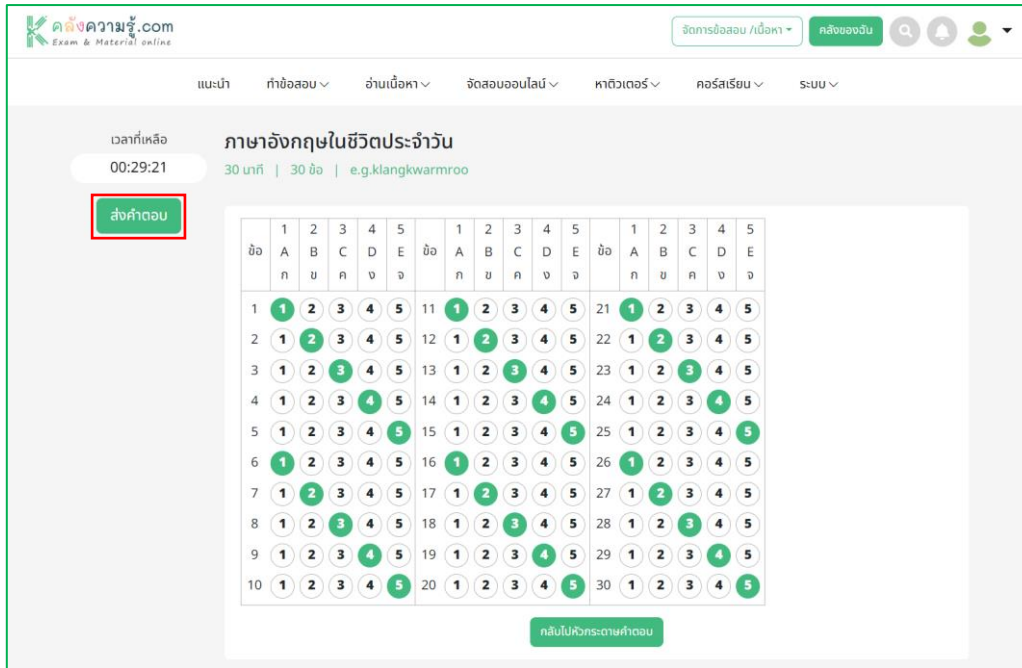 คลังความรู้.com
Exam & Material online
จัดการข้อสอบ /เนื้อหา
คลังของฉัน
แนะนำ ทำข้อสอบ อ่านเนื้อหา จัดสอบออนไลน์ หาติวเตอร์ คอร์สเรียน ระบบ
เวลาที่เหลือ
00:29:21
ส่งคำตอบ
ภาษาอังกฤษในชีวิตประจำวัน
30 นาที | 30 ข้อ | e.g.klangkwarmroo
1 2 3 4 5 1 2 3 4 5 1 2 3 4 5
ข้อ A B C D E ข้อ A B C D E ข้อ A B C D E
ก ข ค ง จ ก ข ค ง จ ก ข ค ง จ
1 1 2 3 4 5 11 1 2 3 4 5 21 1 2 3 4 5
2 1 2 3 4 5 12 1 2 3 4 5 22 1 2 3 4 5
3 1 2 3 4 5 13 1 2 3 4 5 23 1 2 3 4 5
4 1 2 3 4 5 14 1 2 3 4 5 24 1 2 3 4 5
5 1 2 3 4 5 15 1 2 3 4 5 25 1 2 3 4 5
6 1 2 3 4 5 16 1 2 3 4 5 26 1 2 3 4 5
7 1 2 3 4 5 17 1 2 3 4 5 27 1 2 3 4 5
8 1 2 3 4 5 18 1 2 3 4 5 28 1 2 3 4 5
9 1 2 3 4 5 19 1 2 3 4 5 29 1 2 3 4 5
10 1 2 3 4 5 20 1 2 3 4 5 30 1 2 3 4 5
กลับไปหัวกระดาษคำตอบ